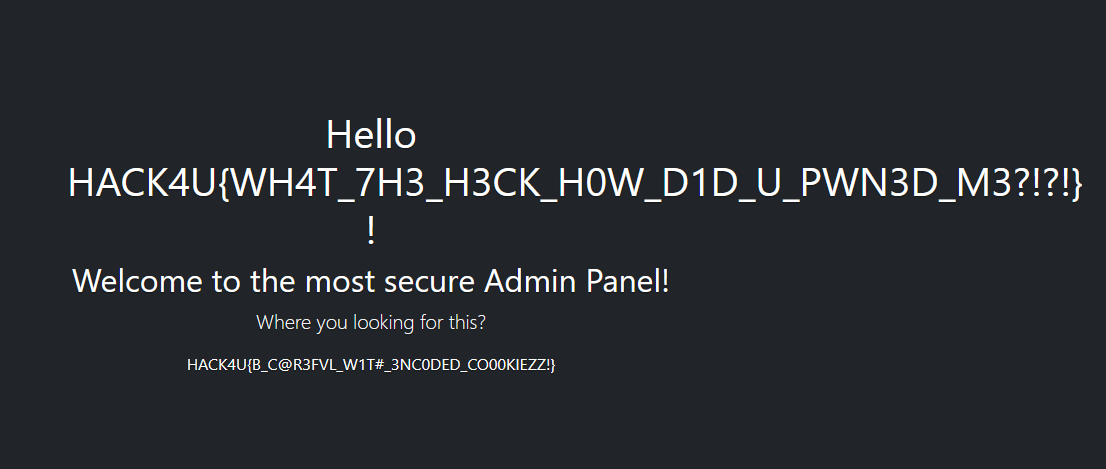 Hello
HACK4U{WH4T_7H3_H3CK_H0W_D1D_U_PWN3D_M3?!?!}
!
Welcome to the most secure Admin Panel!
Where you looking for this?
HACK4U{B_C@R3FVL_W1T#_3NC0DED_CO00KIEZZ!}